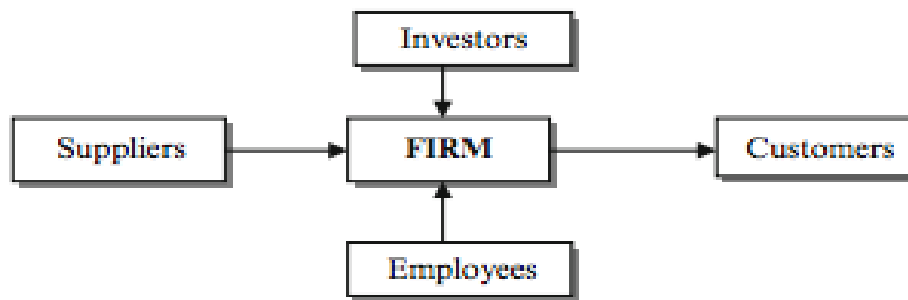 Investors
Suppliers
FIRM
Customers
Employees